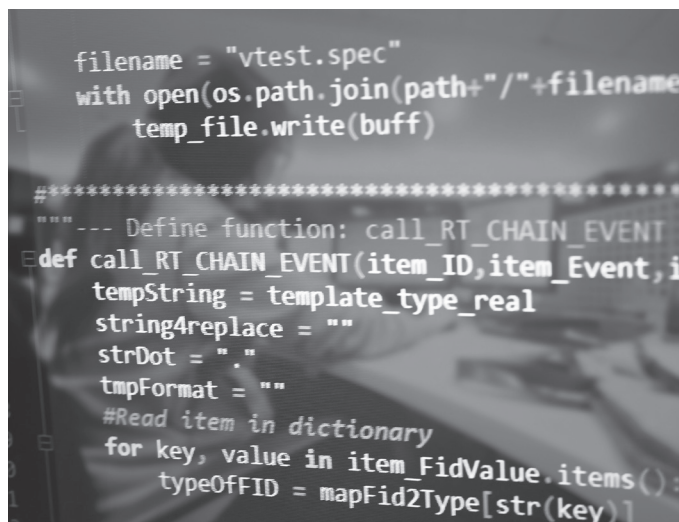 filename = "vtest.spec"
with open(os.path.join(path+"/"+filename
temp_file.write(buff)
#*******************************************
"""--- Define function: call_RT_CHAIN_EVENT
def call_RT_CHAIN_EVENT(item_ID,item_Event,i
tempString = template_type_real
string4replace = ""
strDot = "."
tmpFormat = ""
#Read item in dictionary
for key, value in item_FidValue.items():
typeOfFID = mapFid2Type[str(key)]